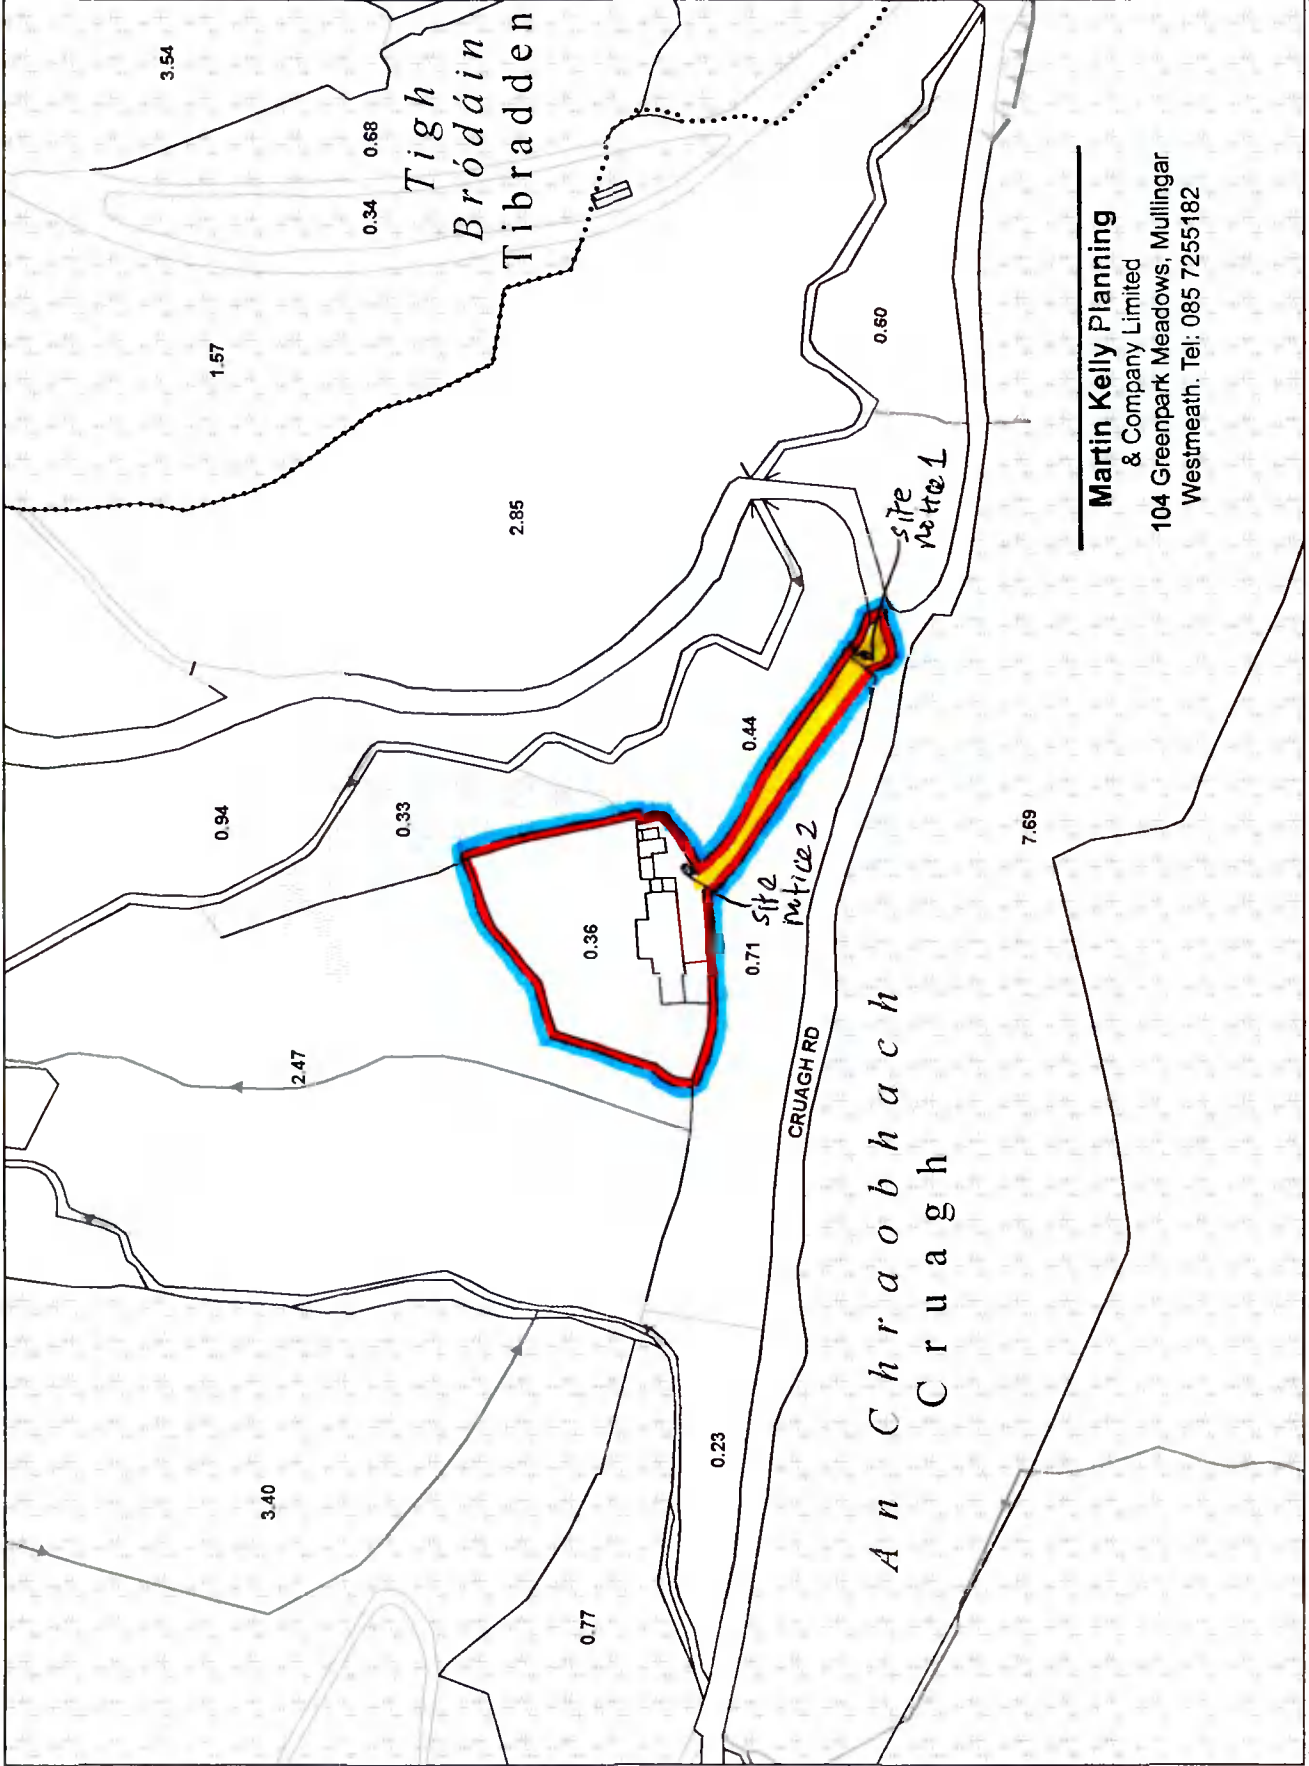 3.54
0.68
0.34
Tigh
Bródáin
Tibradden
1.57
2.85
0.60
0.94
0.33
0.44
site
notice 1
0.36
0.71
site
notice 2
2.47
7.69
CRUAGH RD
An Chraobhach
Cruagh
3.40
0.23
0.77
Martin Kelly Planning
& Company Limited
104 Greenpark Meadows, Mullingar
Westmeath. Tel: 085 7255182